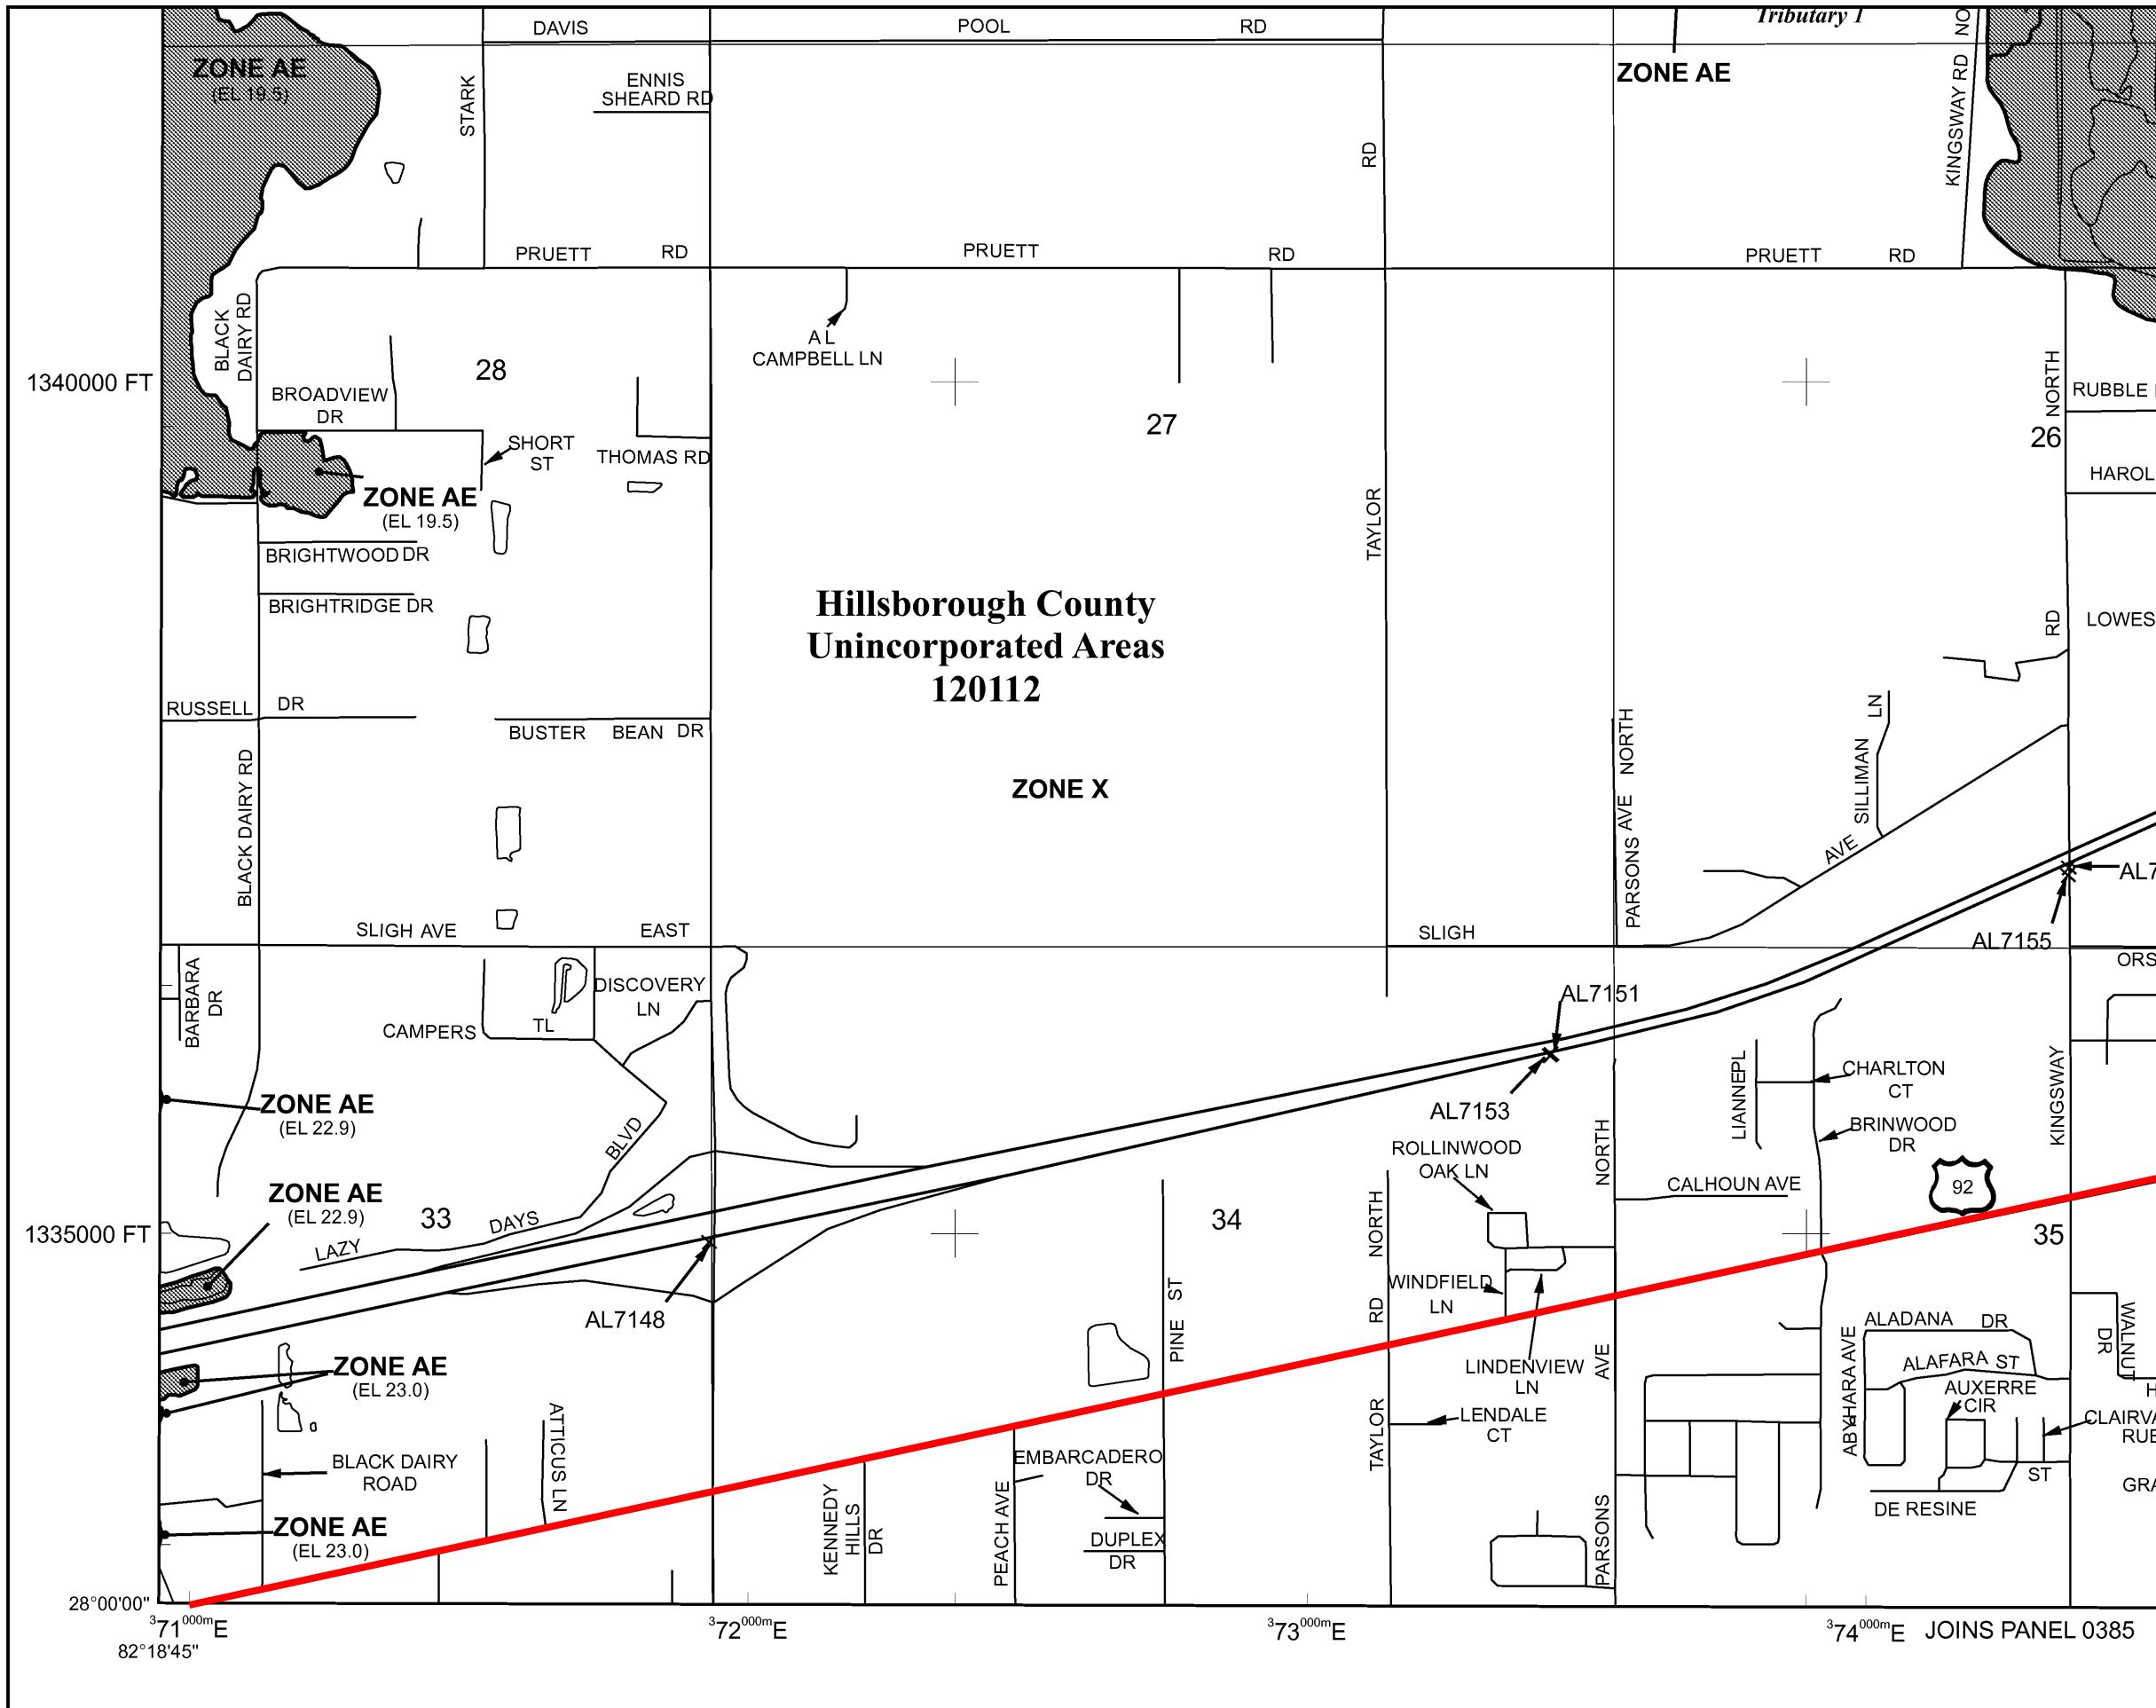 DAVIS POOL RD
Tributary 1
ZONE AE
(EL 19.5)
ENNIS
SHEARD RD
STARK
RD
ZONE AE
KINGSWAY RD NO
PRUETT RD
PRUETT RD
PRUETT RD
BLACK
DAIRY RD
A L
CAMPBELL LN
1340000 FT
28
BROADVIEW
DR
27
26
NORTH
RUBBLE
SHORT
ST
THOMAS RD
HAROL
ZONE AE
(EL 19.5)
TAYLOR
BRIGHTWOOD DR
BRIGHTRIDGE DR
Hillsborough County
Unincorporated Areas
120112
RD
LOWES
RUSSELL DR
BUSTER BEAN DR
ZONE X
PARSONS AVE NORTH
SILLIMAN LN
AVE
BLACK DAIRY RD
AL7
SLIGH AVE EAST
SLIGH
AL7155
ORS
BARBARA
DR
DISCOVERY
LN
CAMPERS TL
AL7151
AL7153
LIANNEPL
CHARLTON
CT
KINGSWAY
ZONE AE
(EL 22.9)
BLVD
BRINWOOD
DR
ROLLINWOOD
OAK LN
NORTH
CALHOUN AVE
92
ZONE AE
(EL 22.9)
33
LAZY DAYS
34
35
1335000 FT
NORTH
WINDFIELD
LN
AL7148
PINE ST
RD
ALADANA DR
WALNUT
DR
ZONE AE
(EL 23.0)
LINDENVIEW
LN
AVE
ABYHARA AVE
ALAFARA ST
AUXERRE
CIR
H
LENDALE
CT
CLAIRVA
RUE
ATTICUS LN
TAYLOR
BLACK DAIRY
ROAD
EMBARCADERO
DR
ST
GRA
DE RESINE
ZONE AE
(EL 23.0)
KENNEDY
HILLS
DR
PEACH AVE
DUPLEX
DR
PARSONS
28°00'00"
371000mE
372000mE
373000mE
374000mE
JOINS PANEL 0385
82°18'45"